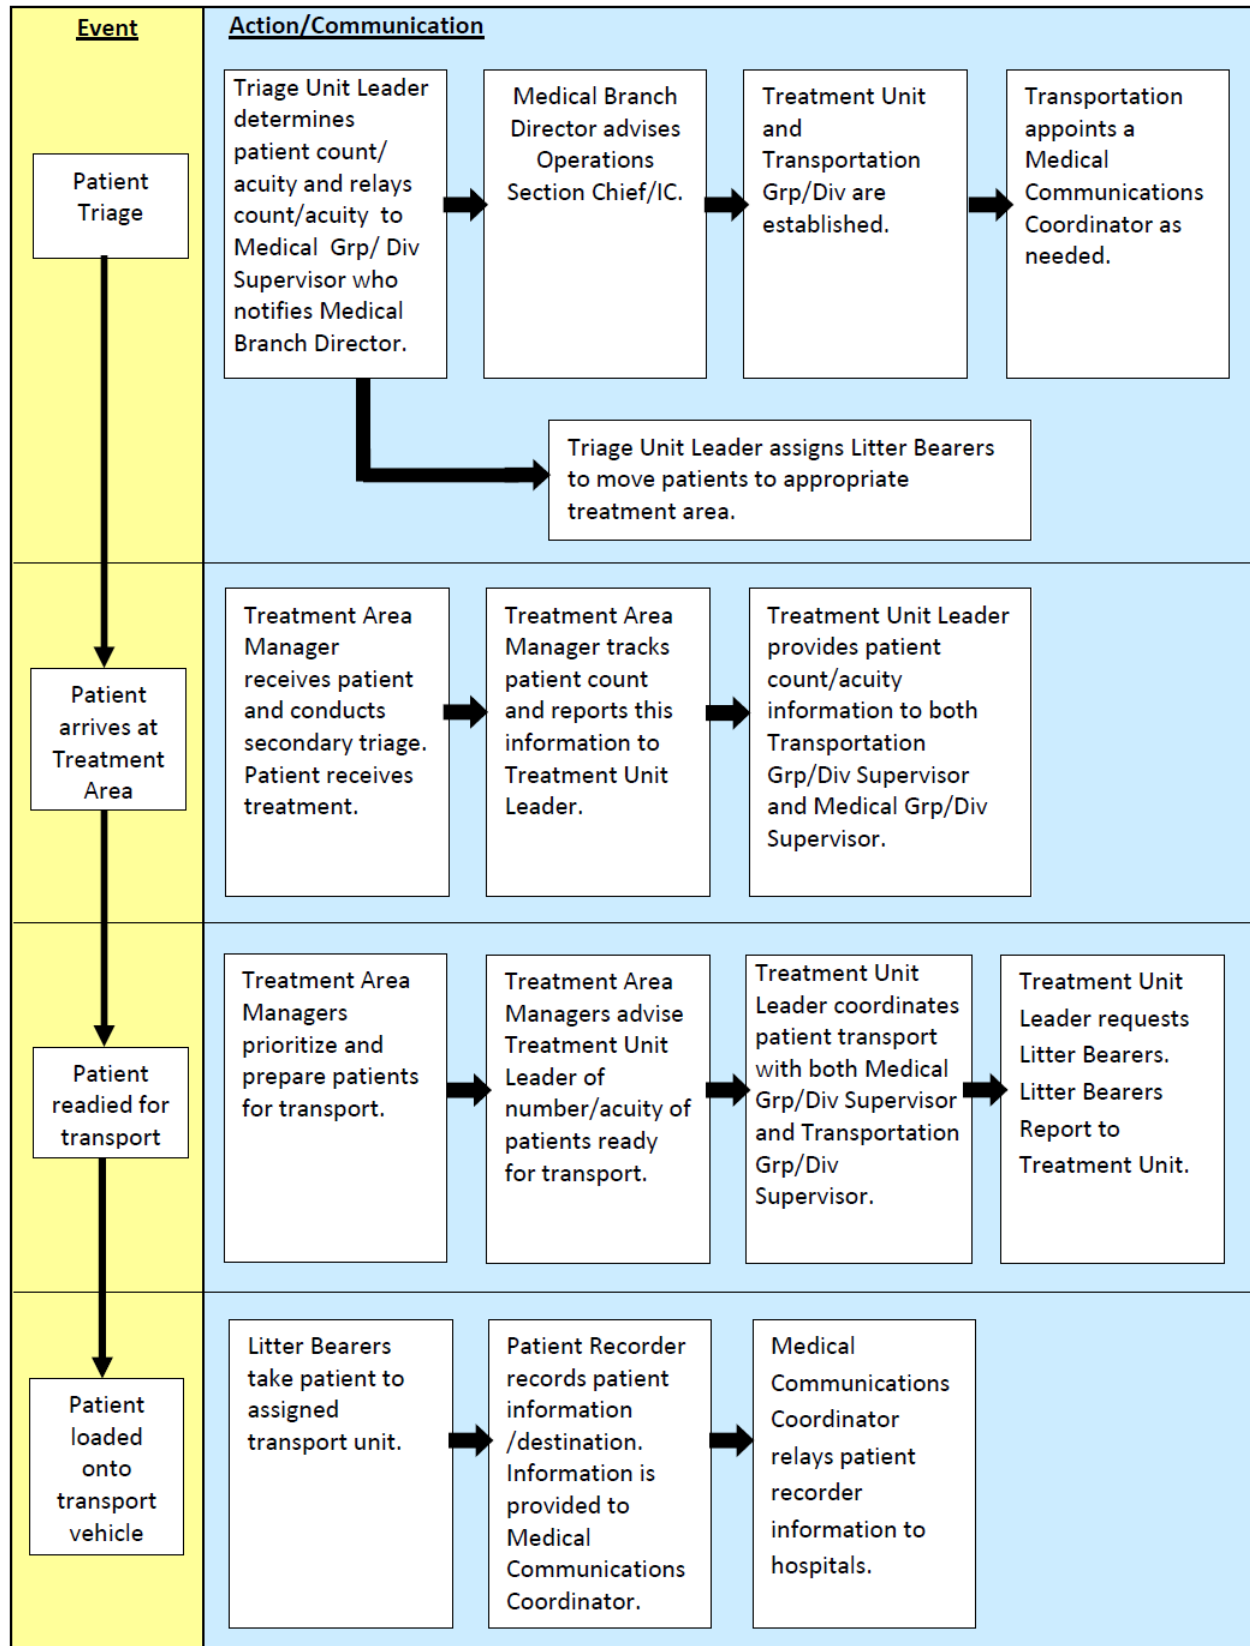 Event
Action/Communication
Patient
Triage
Triage Unit Leader
determines
patient count/
acuity and relays
count/acuity to
Medical Grp/ Div
Supervisor who
notifies Medical
Branch Director.
Medical Branch
Director advises
Operations
Section Chief/IC.
Treatment Unit
and
Transportation
Grp/Div are
established.
Transportation
appoints a
Medical
Communications
Coordinator as
needed.
Triage Unit Leader assigns Litter Bearers
to move patients to appropriate
treatment area.
Patient
arrives at
Treatment
Area
Treatment Area
Manager
receives patient
and conducts
secondary triage.
Patient receives
treatment.
Treatment Area
Manager tracks
patient count
and reports this
information to
Treatment Unit
Leader.
Treatment Unit Leader
provides patient
count/acuity
information to both
Transportation
Grp/Div Supervisor
and Medical Grp/Div
Supervisor.
Patient
readied for
transport
Treatment Area
Managers
prioritize and
prepare patients
for transport.
Treatment Area
Managers advise
Treatment Unit
Leader of
number/acuity of
patients ready
for transport.
Treatment Unit
Leader coordinates
patient transport
with both Medical
Grp/Div Supervisor
and Transportation
Grp/Div
Supervisor.
Treatment Unit
Leader requests
Litter Bearers.
Litter Bearers
Report to
Treatment Unit.
Patient
loaded
onto
transport
vehicle
Litter Bearers
take patient to
assigned
transport unit.
Patient Recorder
records patient
information
/destination.
Information is
provided to
Medical
Communications
Coordinator.
Medical
Communications
Coordinator
relays patient
recorder
information to
hospitals.